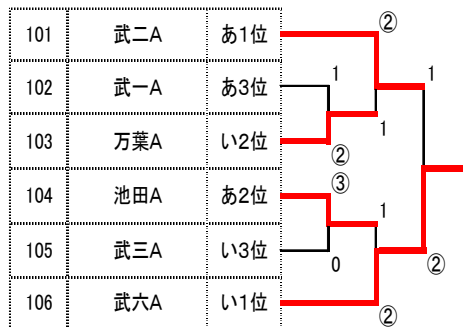 ②
101 武二A あ1位
1 1
102 武一A あ3位
1
103 万葉A い2位
②
③
104 池田A あ2位
1
105 武三A い3位
0 ②
106 武六A い1位
②